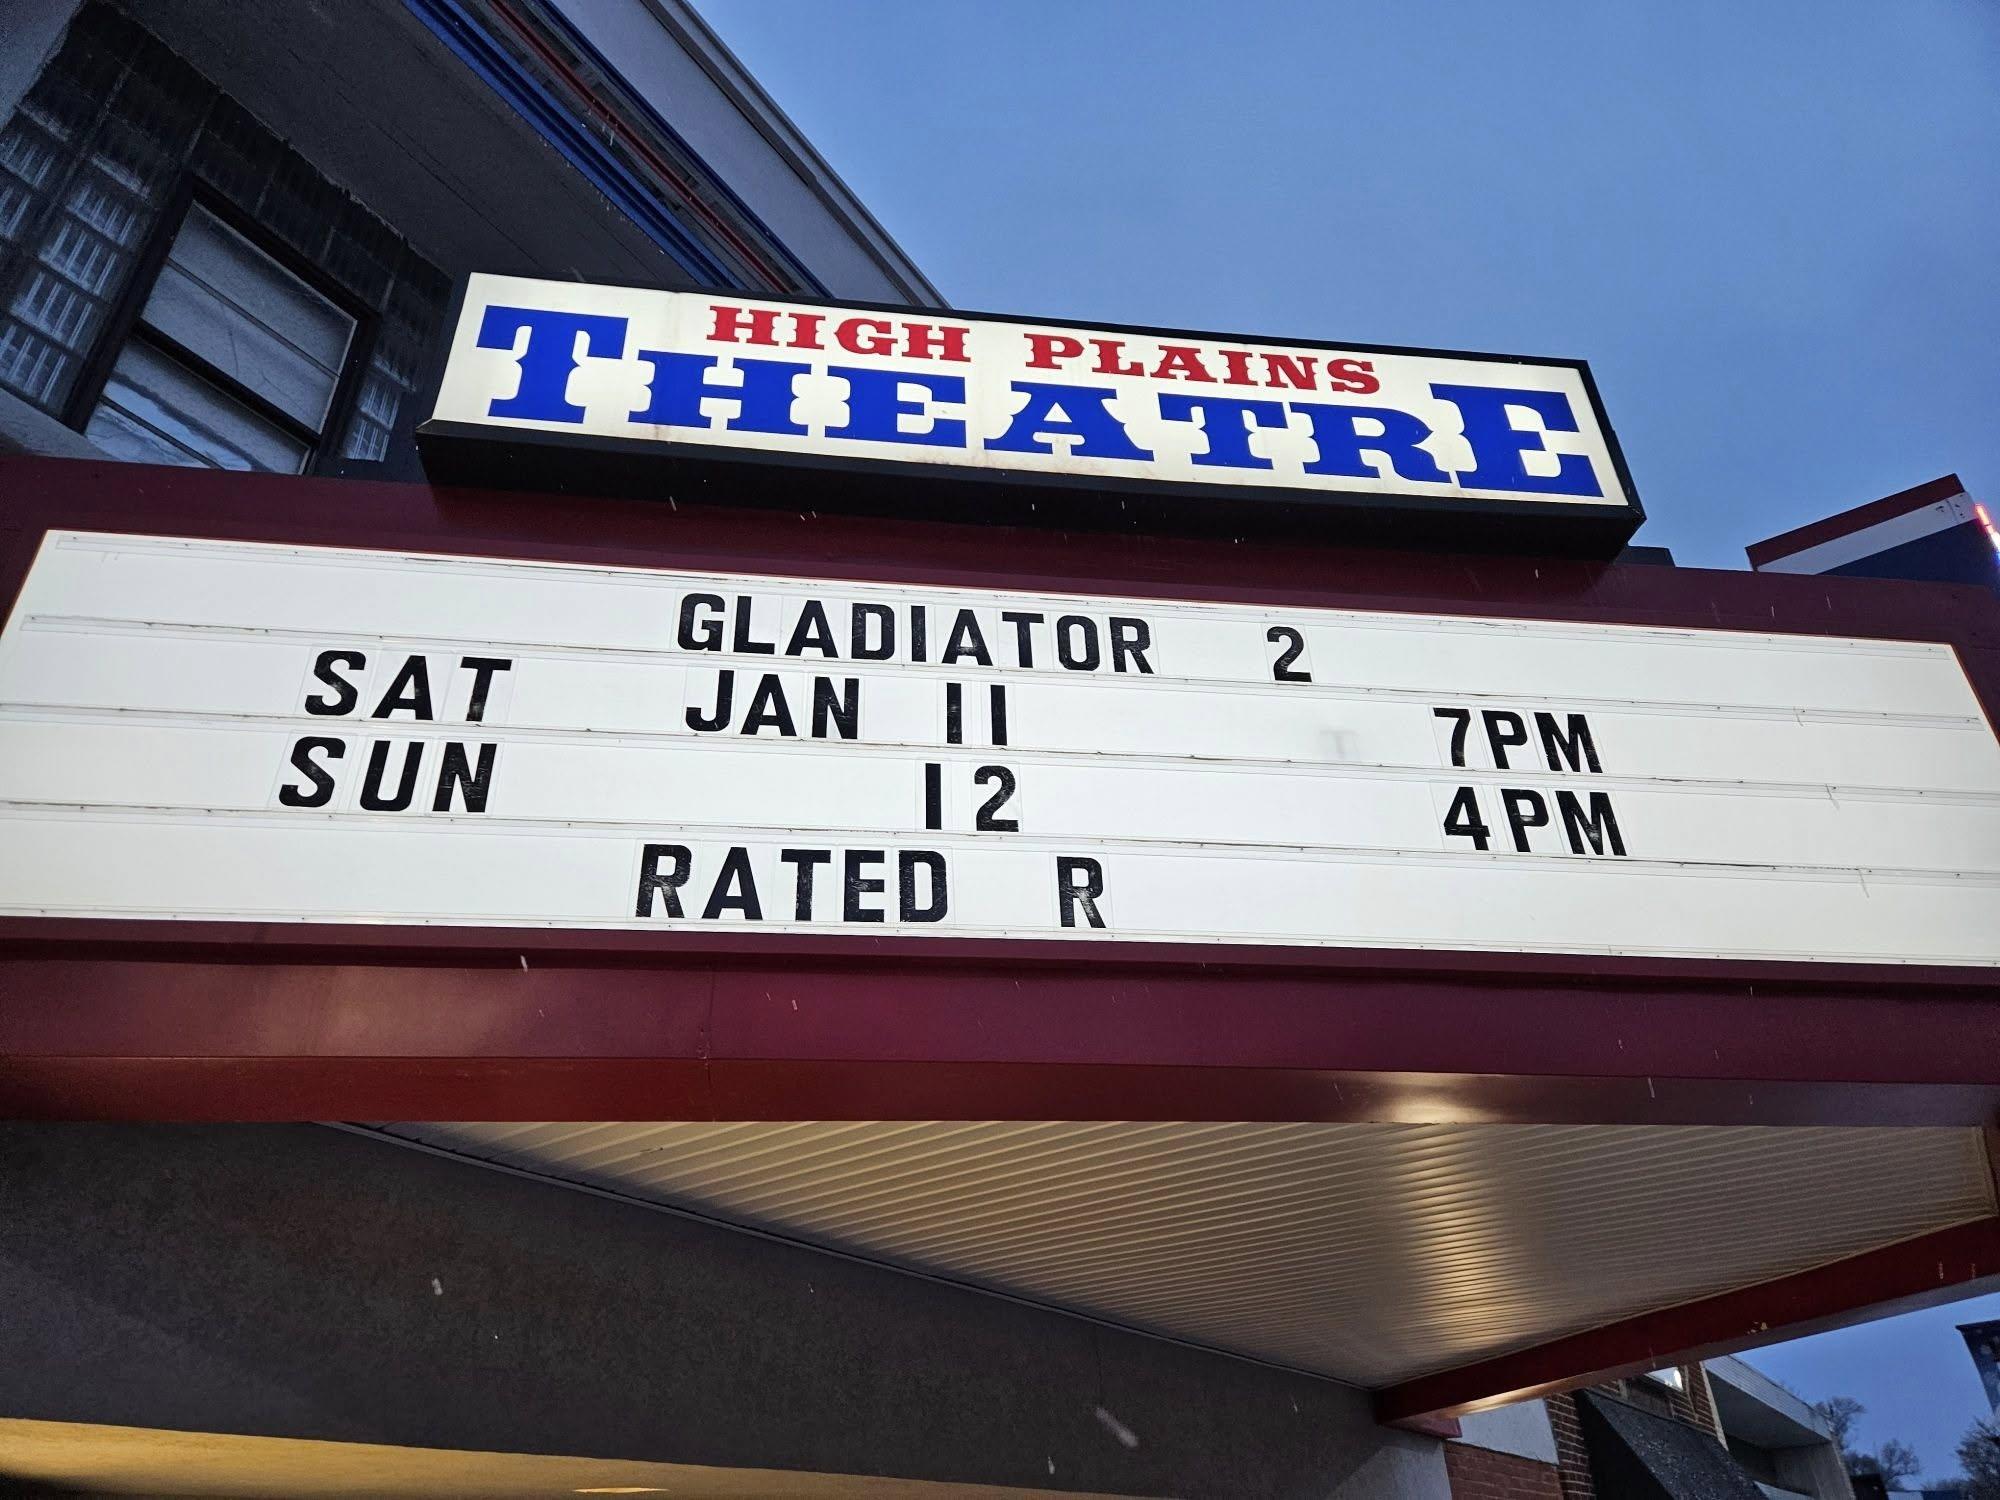 HIGH PLAINS
THEATRE
GLADIATOR 2
SAT JAN 11 7PM
SUN 12 4PM
RATED R